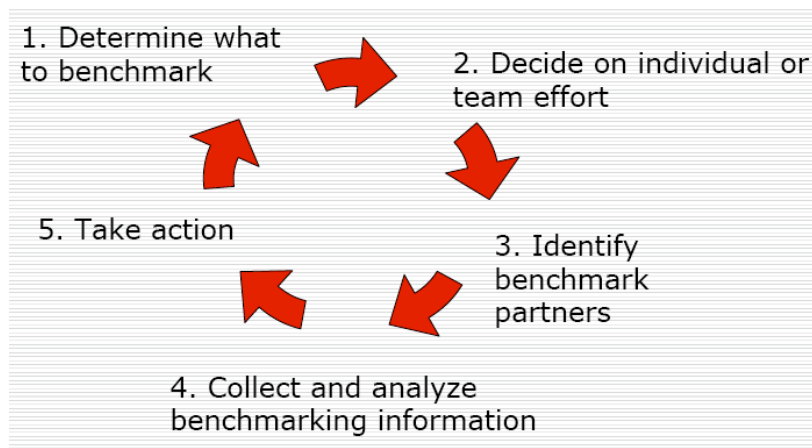 1. Determine what
to benchmark
2. Decide on individual or
team effort
3. Identify
benchmark
partners
4. Collect and analyze
benchmarking information
5. Take action